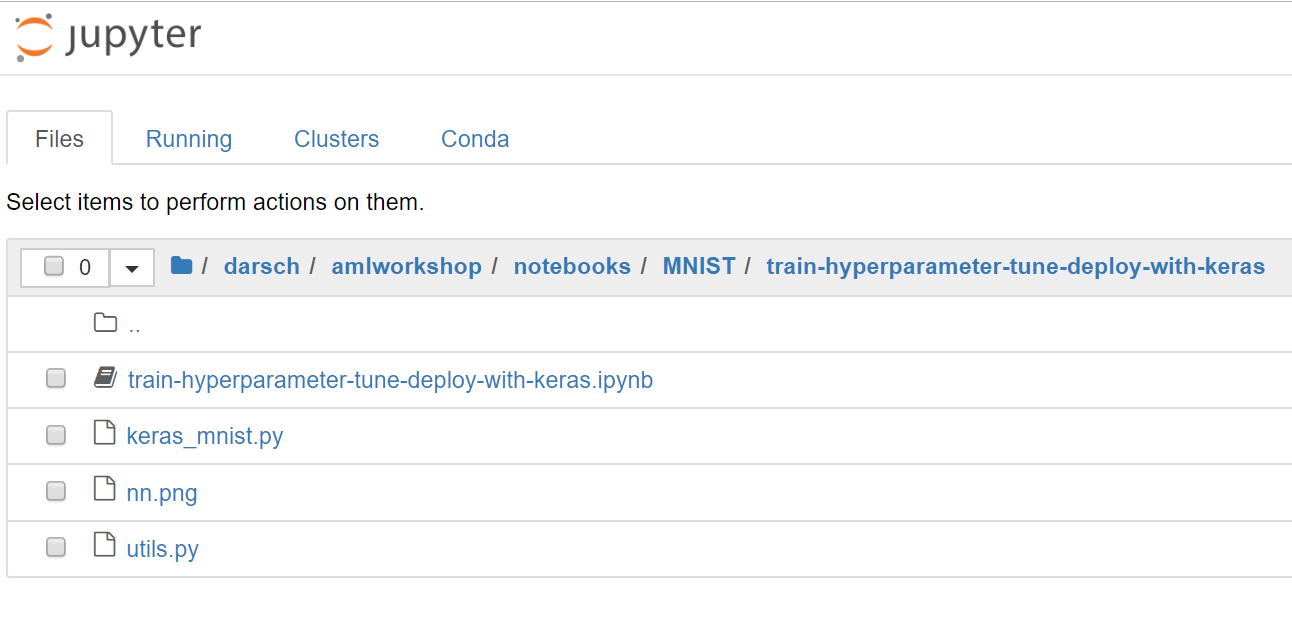 jupyter
Files Running Clusters Conda
Select items to perform actions on them.
0 / darsch / amlworkshop / notebooks / MNIST / train-hyperparameter-tune-deploy-with-keras
..
train-hyperparameter-tune-deploy-with-keras.ipynb
keras_mnist.py
nn.png
utils.py